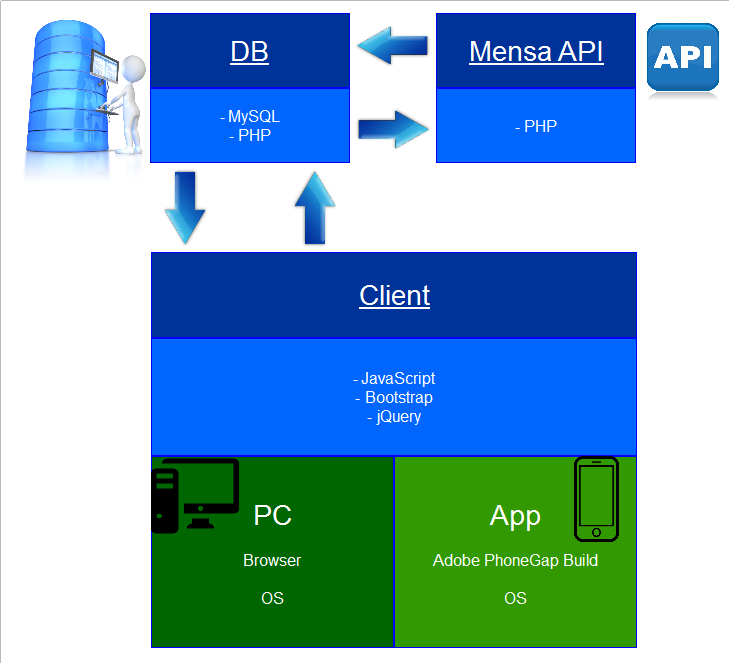 DB
- MySQL
- PHP
Mensa API
- PHP
API
Client
- JavaScript
- Bootstrap
- jQuery
PC
Browser
OS
App
Adobe PhoneGap Build
OS